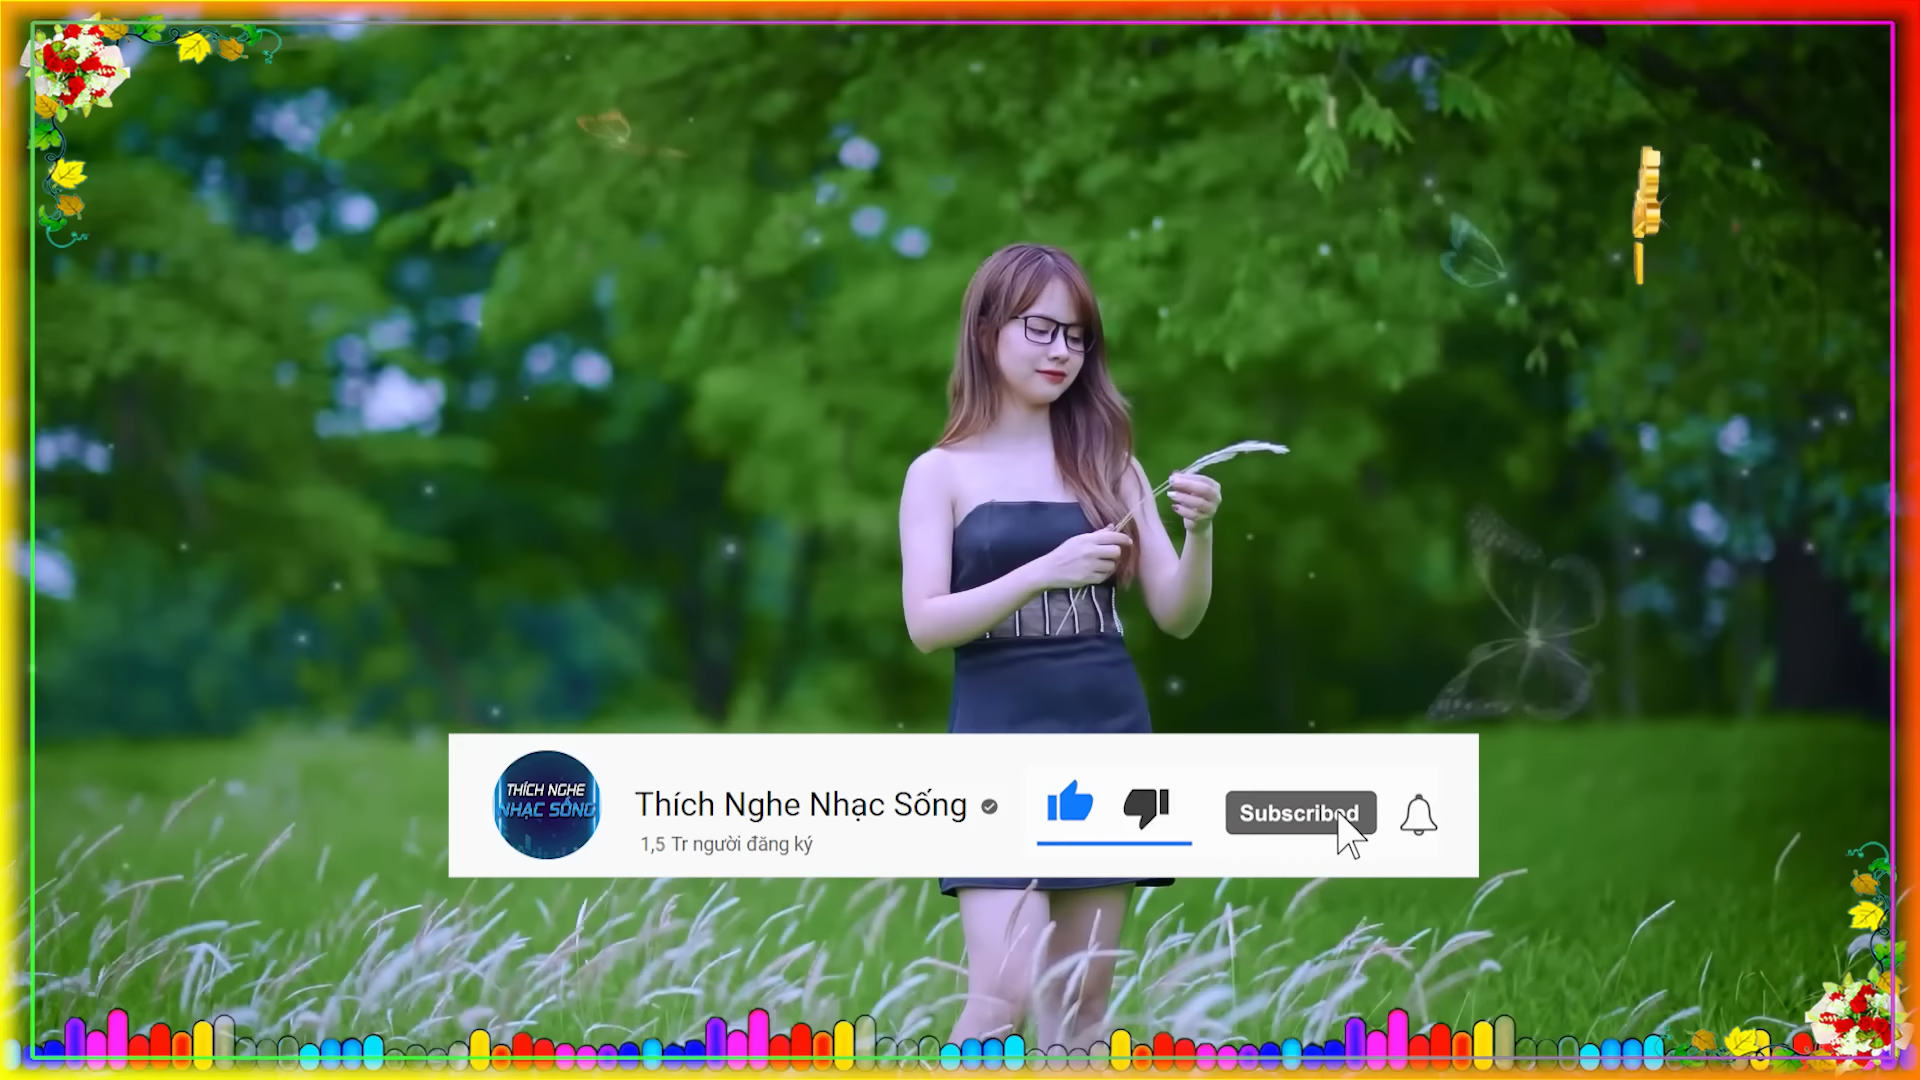 THÍCH NGHE
NHẠC SỐNG
Thích Nghe Nhạc Sống
1,5 Tr người đăng ký
Subscribed